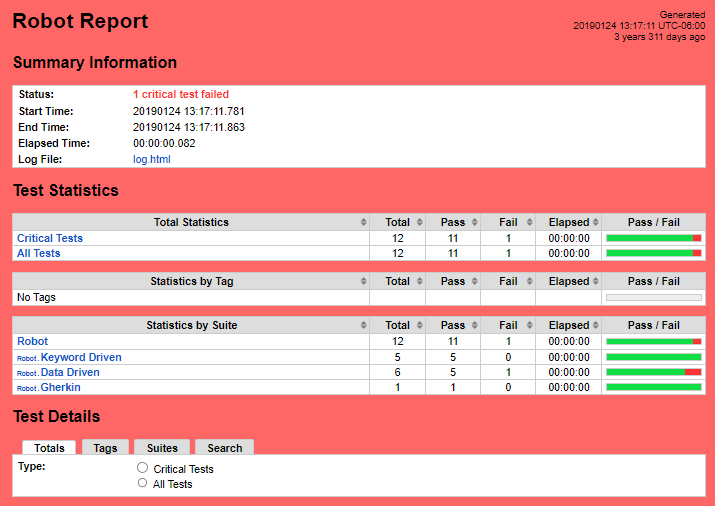 Robot Report
Generated
20190124 13:17:11 UTC-06:00
3 years 311 days ago
Summary Information
Status: 1 critical test failed
Start Time: 20190124 13:17:11.781
End Time: 20190124 13:17:11.863
Elapsed Time: 00:00:00.082
Log File: log.html
Test Statistics
Total Statistics Total Pass Fail Elapsed Pass / Fail
Critical Tests 12 11 1 00:00:00
All Tests 12 11 1 00:00:00
Statistics by Tag Total Pass Fail Elapsed Pass / Fail
No Tags
Statistics by Suite Total Pass Fail Elapsed Pass / Fail
Robot 12 11 1 00:00:00
Robot . Keyword Driven 5 5 0 00:00:00
Robot . Data Driven 6 5 1 00:00:00
Robot . Gherkin 1 1 0 00:00:00
Test Details
Totals Tags Suites Search
Type: Critical Tests
All Tests